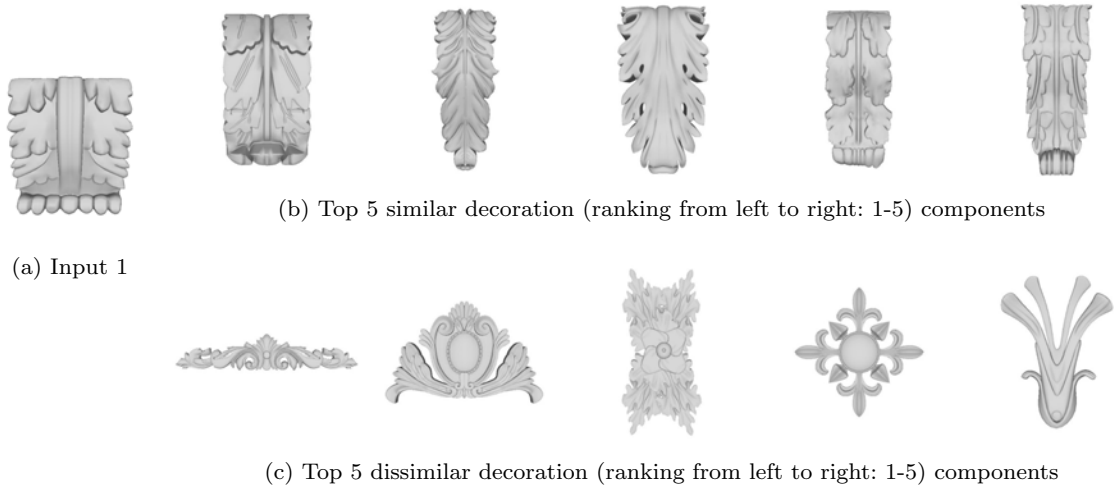 (b) Top 5 similar decoration (ranking from left to right: 1-5) components
(a) Input 1
(c) Top 5 dissimilar decoration (ranking from left to right: 1-5) components